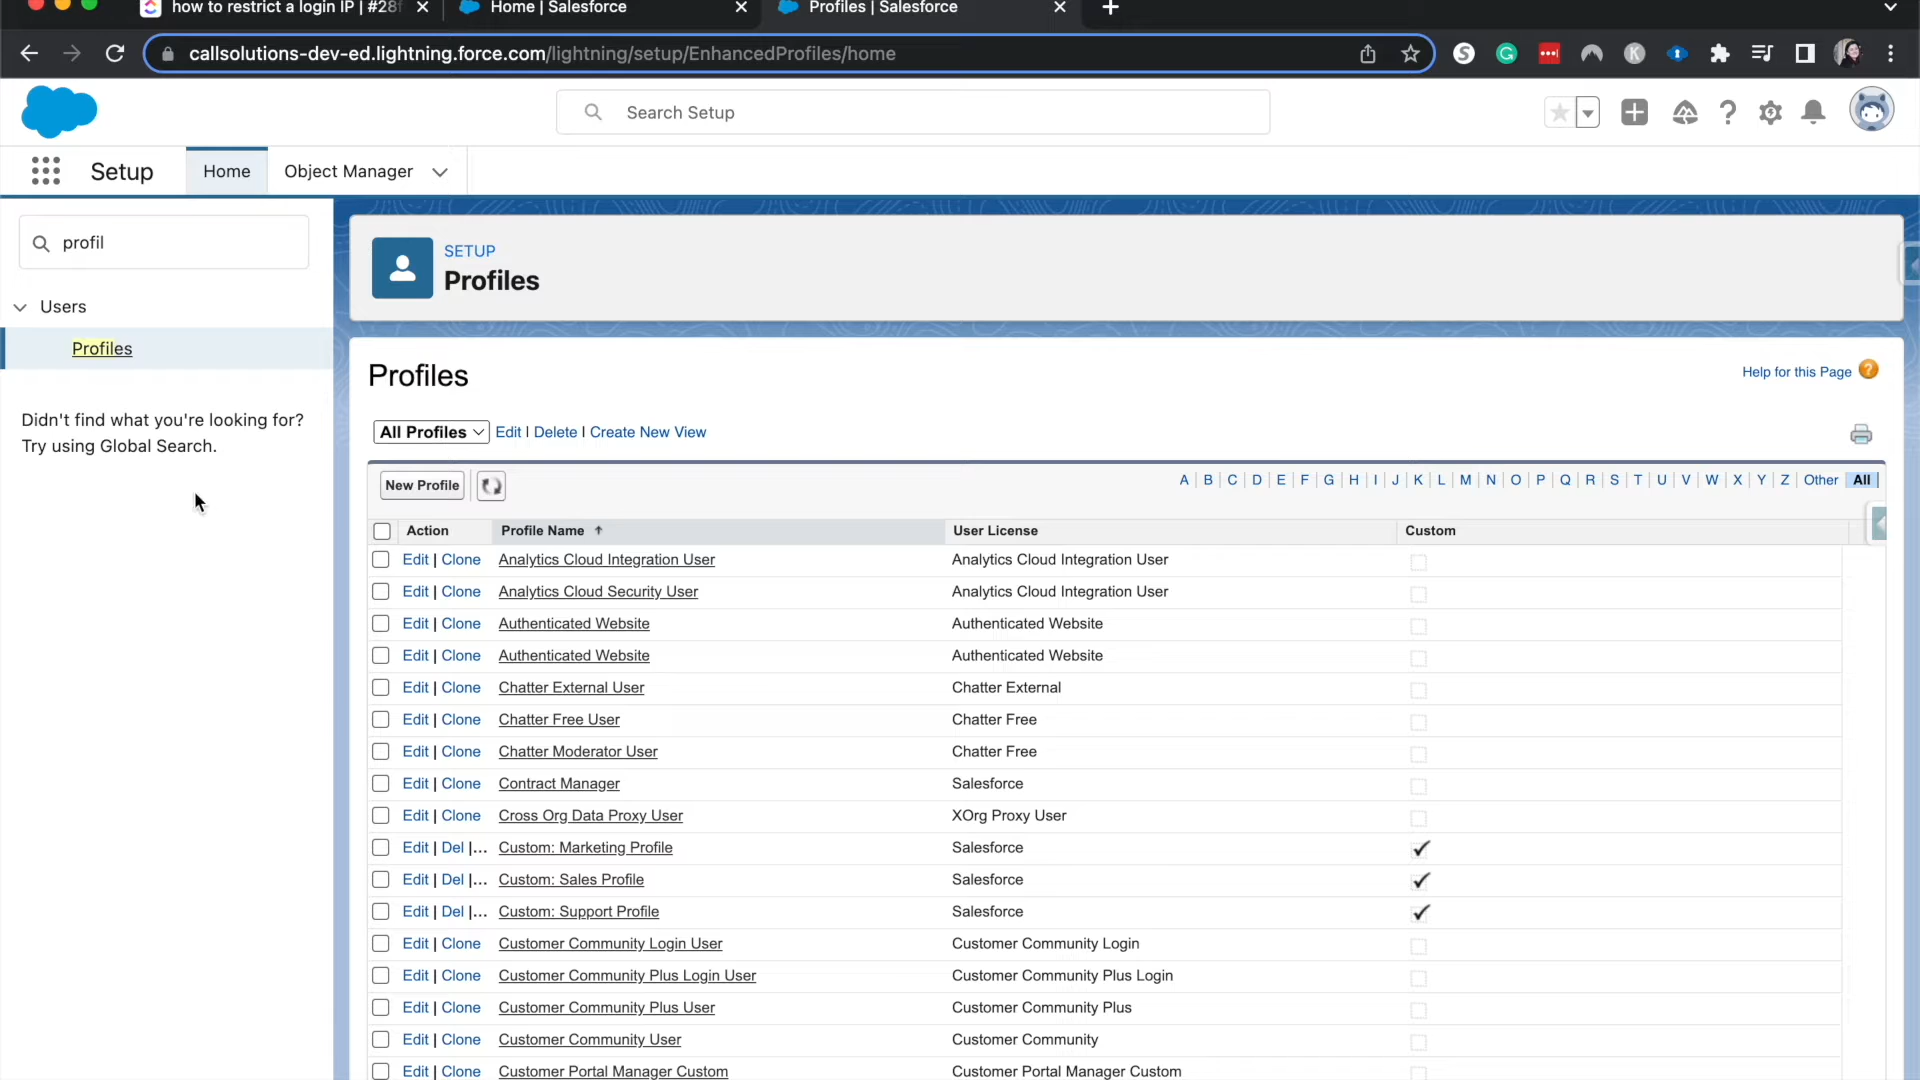 how to restrict a login IP | #28
Home | Salesforce
Profiles | Salesforce
callsolutions-dev-ed.lightning.force.com/lightning/setup/EnhancedProfiles/home
Search Setup
Setup
Home
Object Manager
profil
Users
Profiles
Didn't find what you're looking for?
Try using Global Search.
SETUP
Profiles
Profiles
Help for this Page ?
All Profiles Edit | Delete | Create New View
New Profile
A | B | C | D | E | F | G | H | I | J | K | L | M | N | O | P | Q | R | S | T | U | V | W | X | Y | Z | Other | All
Action Profile Name User License Custom
Edit | Clone Analytics Cloud Integration User Analytics Cloud Integration User
Edit | Clone Analytics Cloud Security User Analytics Cloud Integration User
Edit | Clone Authenticated Website Authenticated Website
Edit | Clone Authenticated Website Authenticated Website
Edit | Clone Chatter External User Chatter External
Edit | Clone Chatter Free User Chatter Free
Edit | Clone Chatter Moderator User Chatter Free
Edit | Clone Contract Manager Salesforce
Edit | Clone Cross Org Data Proxy User XOrg Proxy User
Edit | Del |... Custom: Marketing Profile Salesforce
Edit | Del |... Custom: Sales Profile Salesforce
Edit | Del |... Custom: Support Profile Salesforce
Edit | Clone Customer Community Login User Customer Community Login
Edit | Clone Customer Community Plus Login User Customer Community Plus Login
Edit | Clone Customer Community Plus User Customer Community Plus
Edit | Clone Customer Community User Customer Community
Edit | Clone Customer Portal Manager Custom Customer Portal Manager Custom